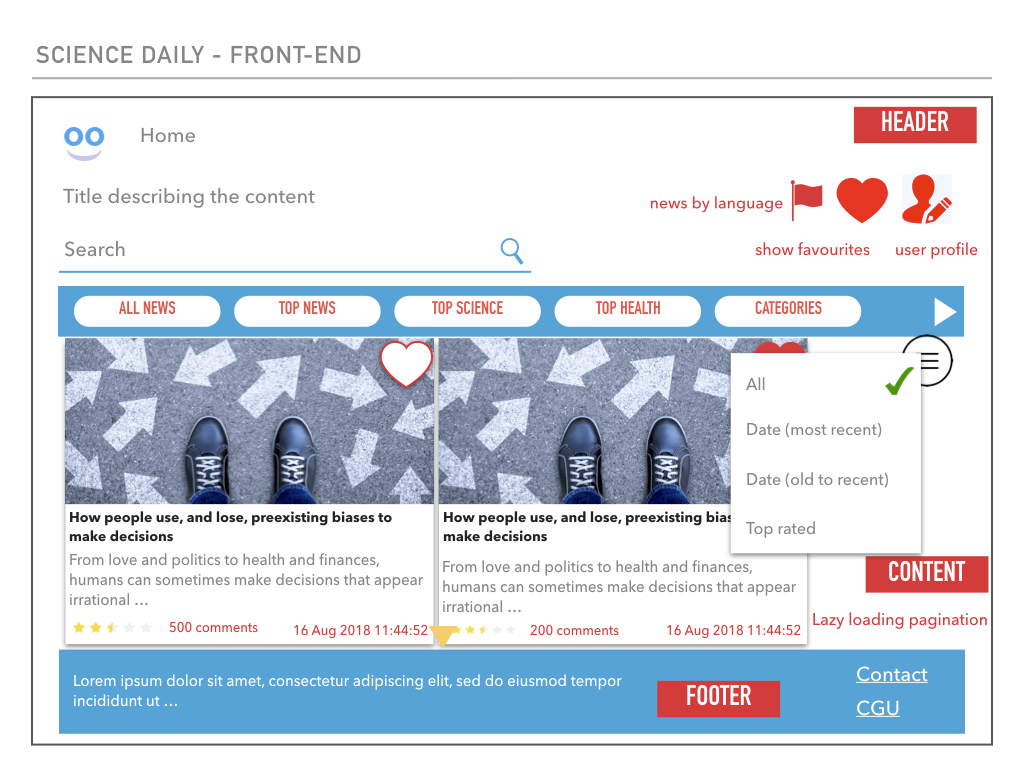 SCIENCE DAILY - FRONT-END
HEADER
Home
Title describing the content
news by language
Search
show favourites
user profile
ALL NEWS
TOP NEWS
TOP SCIENCE
TOP HEALTH
CATEGORIES
All
Date (most recent)
Date (old to recent)
Top rated
How people use, and lose, preexisting biases to
make decisions
From love and politics to health and finances,
humans can sometimes make decisions that appear
irrational ...
500 comments
16 Aug 2018 11:44:52
How people use, and lose, preexisting
make decisions
From love and politics to health and finances,
humans can sometimes make decisions that appear
irrational ...
200 comments
16 Aug 2018 11:44:52
CONTENT
Lazy loading pagination
Lorem ipsum dolor sit amet, consectetur adipiscing elit, sed do eiusmod tempor
incididunt ut ...
FOOTER
Contact
CGU